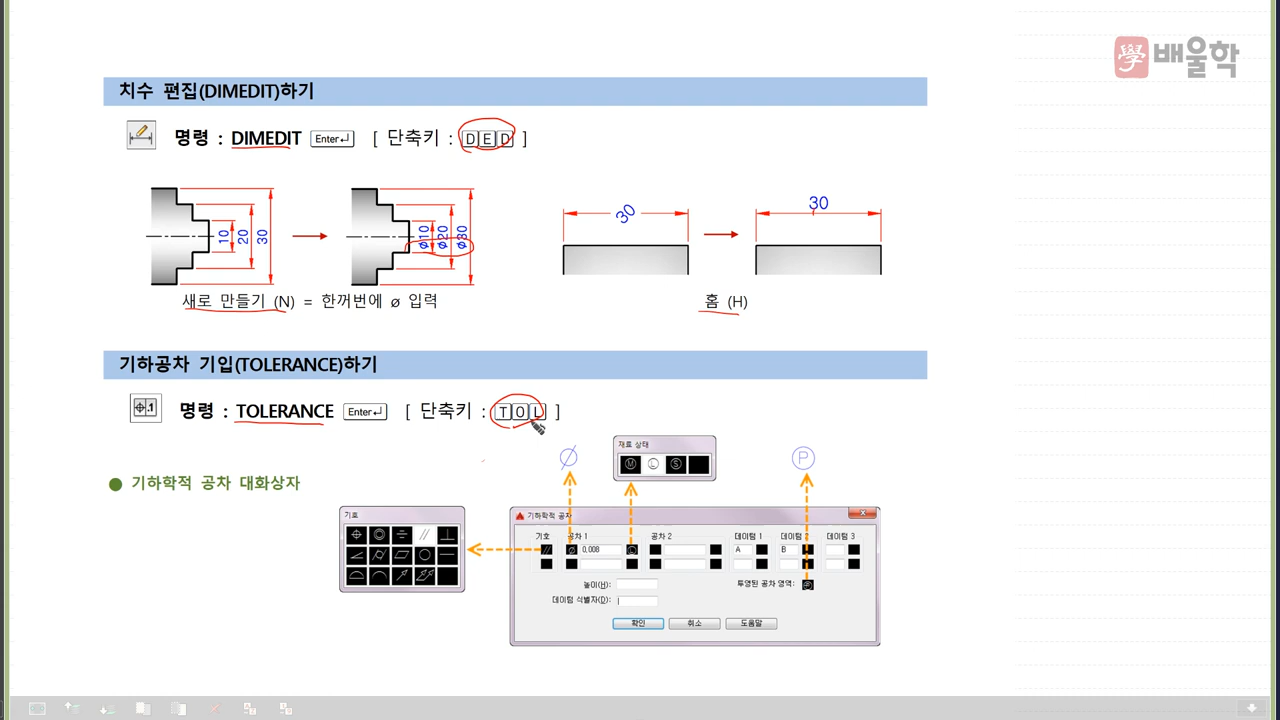 學 배울학
치수 편집(DIMEDIT)하기
명령 : DIMEDIT Enter↵ [ 단축키 : D E D ]
10 20 30
ø10 ø20 ø30
30
30
새로 만들기 (N) = 한꺼번에 ø 입력
홈 (H)
기하공차 기입(TOLERANCE)하기
.1
명령 : TOLERANCE Enter↵ [ 단축키 : T O L ]
재료 상태
Ⓜ Ⓛ Ⓢ
Ø
Ⓟ
기하학적 공차 대화상자
기호
기하학적 공차
기호 공차 1 공차 2 데이텀 1 데이텀 2 데이텀 3
// Ø 0,008 A B
높이(H): 투영된 공차 영역:
데이텀 식별자(D):
확인 취소 도움말